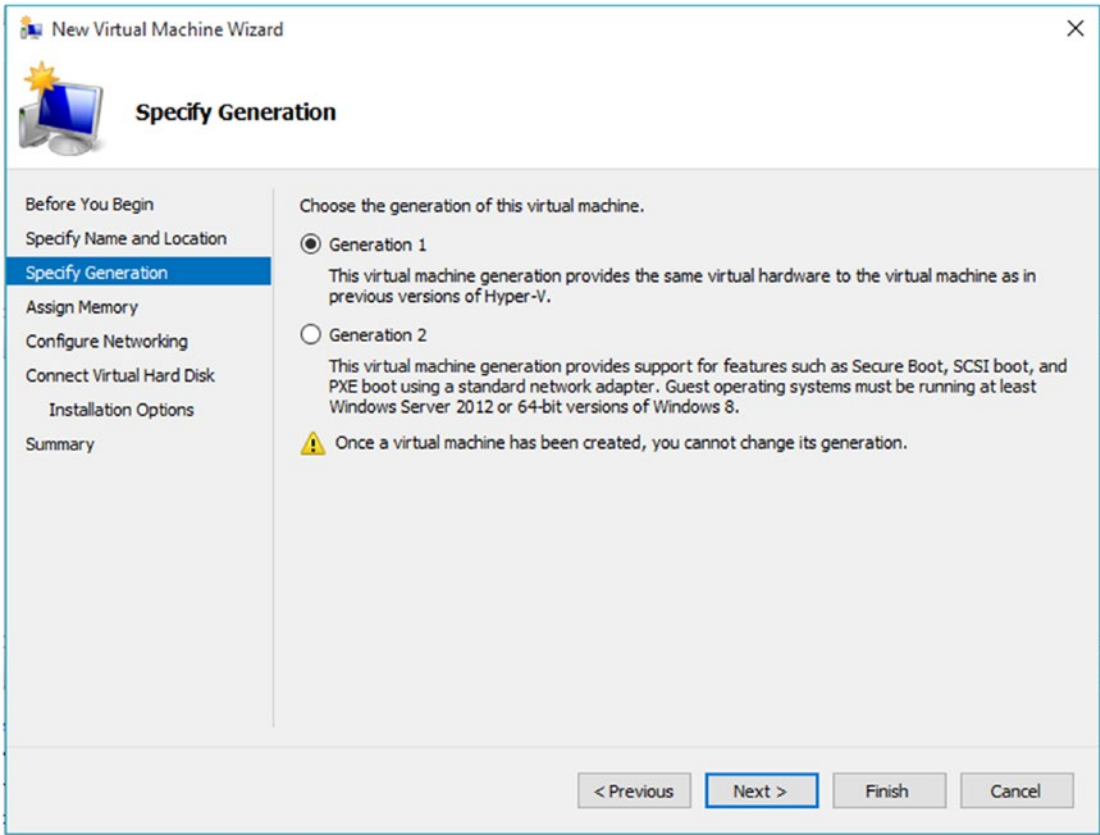 New Virtual Machine Wizard
Specify Generation
Before You Begin
Specify Name and Location
Specify Generation
Assign Memory
Configure Networking
Connect Virtual Hard Disk
Installation Options
Summary
Choose the generation of this virtual machine.
Generation 1
This virtual machine generation provides the same virtual hardware to the virtual machine as in
previous versions of Hyper-V.
Generation 2
This virtual machine generation provides support for features such as Secure Boot, SCSI boot, and
PXE boot using a standard network adapter. Guest operating systems must be running at least
Windows Server 2012 or 64-bit versions of Windows 8.
Once a virtual machine has been created, you cannot change its generation.
< Previous
Next >
Finish
Cancel